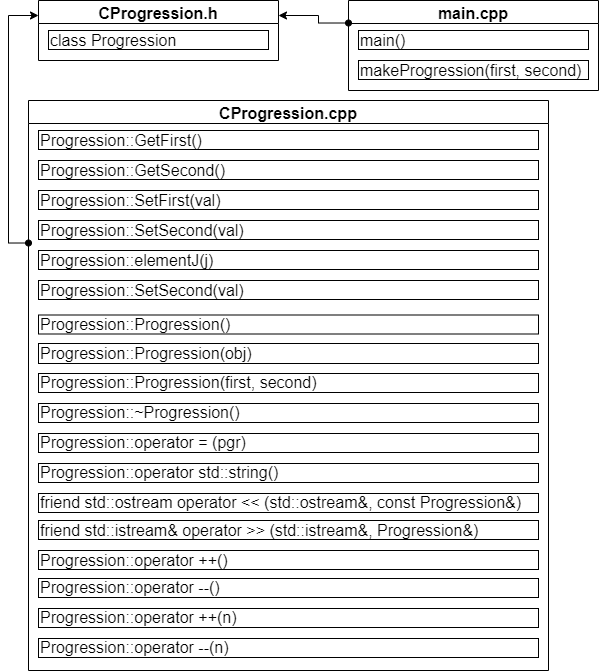 CProgression.h
class Progression
main.cpp
main()
makeProgression(first, second)
CProgression.cpp
Progression::GetFirst()
Progression::GetSecond()
Progression::SetFirst(val)
Progression::SetSecond(val)
Progression::elementJ(j)
Progression::SetSecond(val)
Progression::Progression()
Progression::Progression(obj)
Progression::Progression(first, second)
Progression::~Progression()
Progression::operator = (pgr)
Progression::operator std::string()
friend std::ostream operator << (std::ostream&, const Progression&)
friend std::istream& operator >> (std::istream&, Progression&)
Progression::operator ++()
Progression::operator --()
Progression::operator ++(n)
Progression::operator --(n)